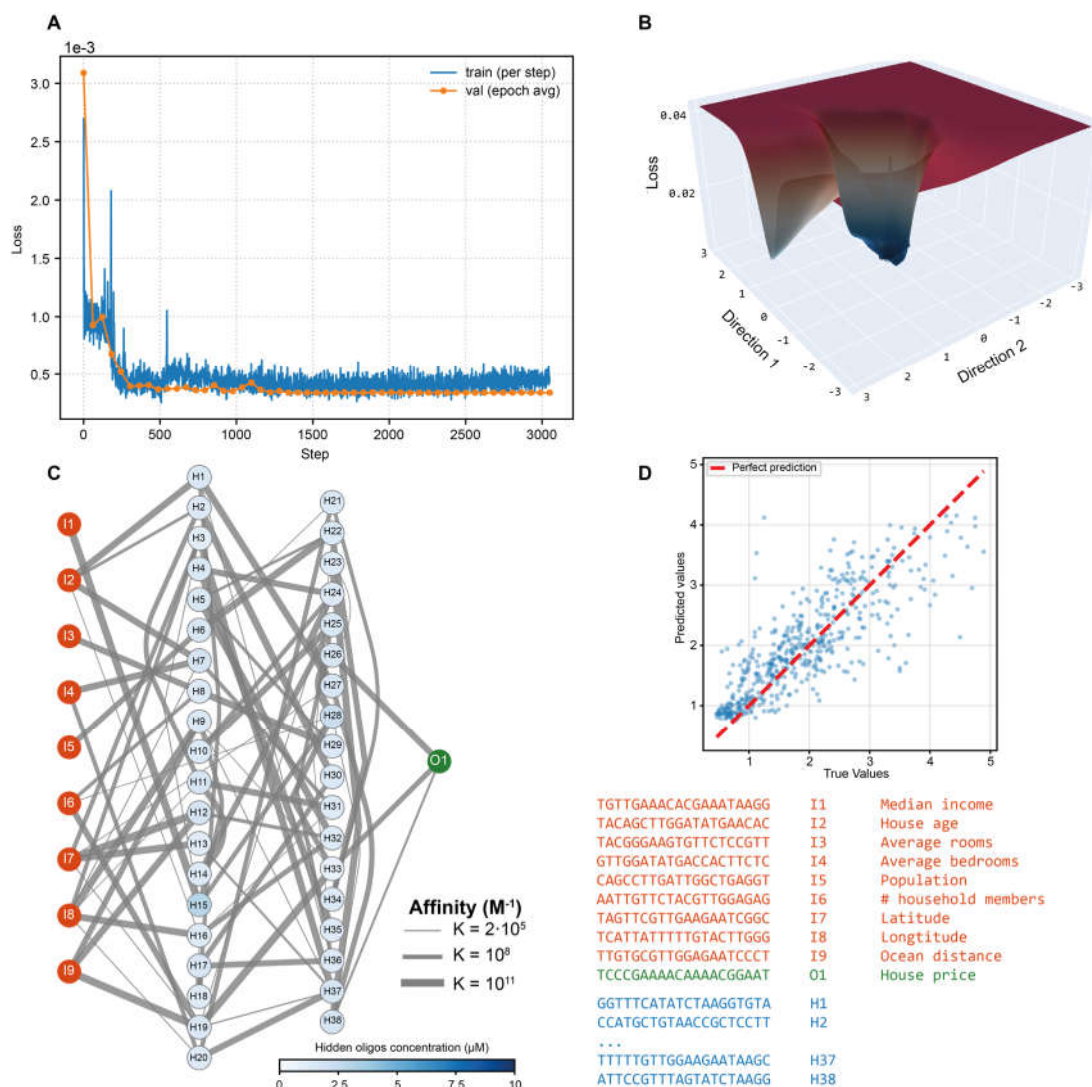 A
1e-3
3.0
2.5
2.0
1.5
1.0
0.5
Loss
0
500
1000
1500
2000
2500
3000
Step
train (per step)
val (epoch avg)
B
0.04
0.02
Loss
3
2
1
0
-1
-2
-3
Direction 1
3
2
1
0
-1
-2
-3
Direction 2
C
I1
I2
I3
I4
I5
I6
I7
I8
I9
H1
H2
H3
H4
H5
H6
H7
H8
H9
H10
H11
H12
H13
H14
H15
H16
H17
H18
H19
H20
H21
H22
H23
H24
H25
H26
H27
H28
H29
H30
H31
H32
H33
H34
H35
H36
H37
H38
O1
Affinity (M⁻¹)
K = 2·10⁵
K = 10⁸
K = 10¹¹
Hidden oligos concentration (μM)
0
2.5
5
7.5
10
D
Perfect prediction
5
4
3
2
1
Predicted values
1
2
3
4
5
True Values
TGTTGAAACACGAAATAAGG I1 Median income
TACAGCTTGGATATGAACAC I2 House age
TACGGGAAGTGTTCTCCGTT I3 Average rooms
GTTGGATATGACCACTTCTC I4 Average bedrooms
CAGCCTTGATTGGCTGAGGT I5 Population
AATTGTTCTACGTTGGAGAG I6 # household members
TAGTTCGTTGAAGAATCGGC I7 Latitude
TCATTATTTTTGTACTTGGG I8 Longtitude
TTGTGCGTTGGAGAATCCCT I9 Ocean distance
TCCCGAAAACAAAACGGAAT O1 House price
GGTTTCATATCTAAGGTGTA H1
CCATGCTGTAACCGCTCCTT H2
...
TTTTTGTTGGAAGAATAAGC H37
ATTCCGTTTAGTATCTAAGG H38